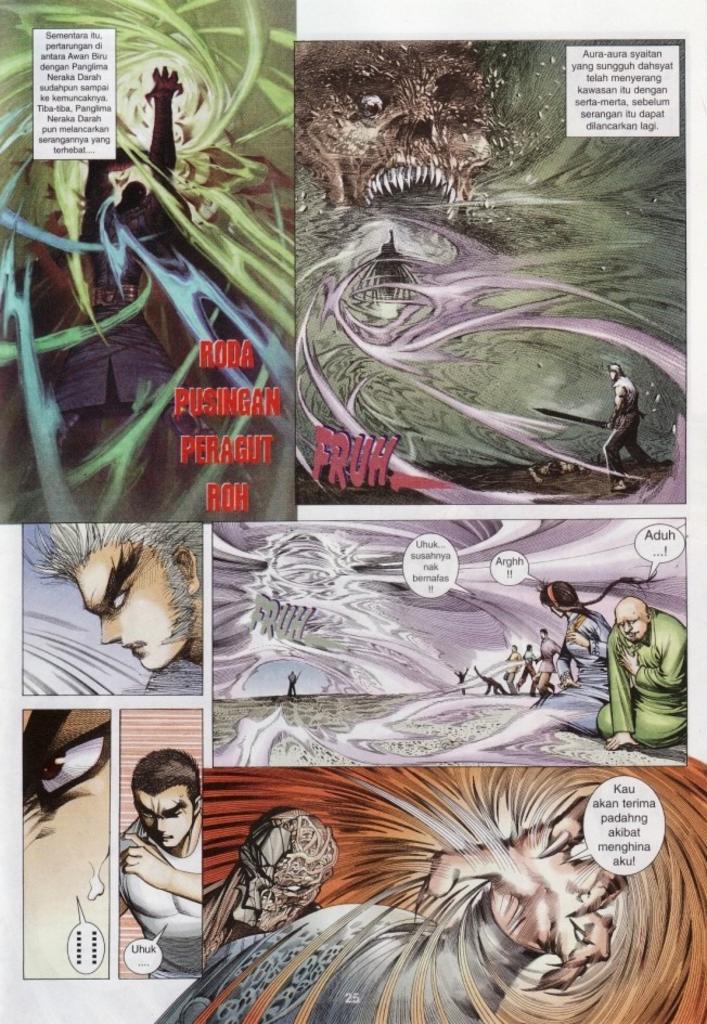 Sementara itu,
pertarungan di
antara Awan Biru
dengan Panglima
Neraka Darah
sudahpun sampai
ke kemuncaknya.
Tiba-tiba, Panglima
Neraka Darah
pun melancarkan
serangannya yang
terhebat....
Aura-aura syaitan
yang sungguh dahsyat
telah menyerang
kawasan itu dengan
serta-merta, sebelum
serangan itu dapat
dilancarkan lagi.
RODA
PUSINGAN
PERAGUT
ROH
FRUH...
Uhuk...
susahnya
nak
bernafas
!!
Arghh
!!
Aduh
...!
FRUH...
Uhuk
....
Kau
akan terima
padahng
akibat
menghina
aku!
25